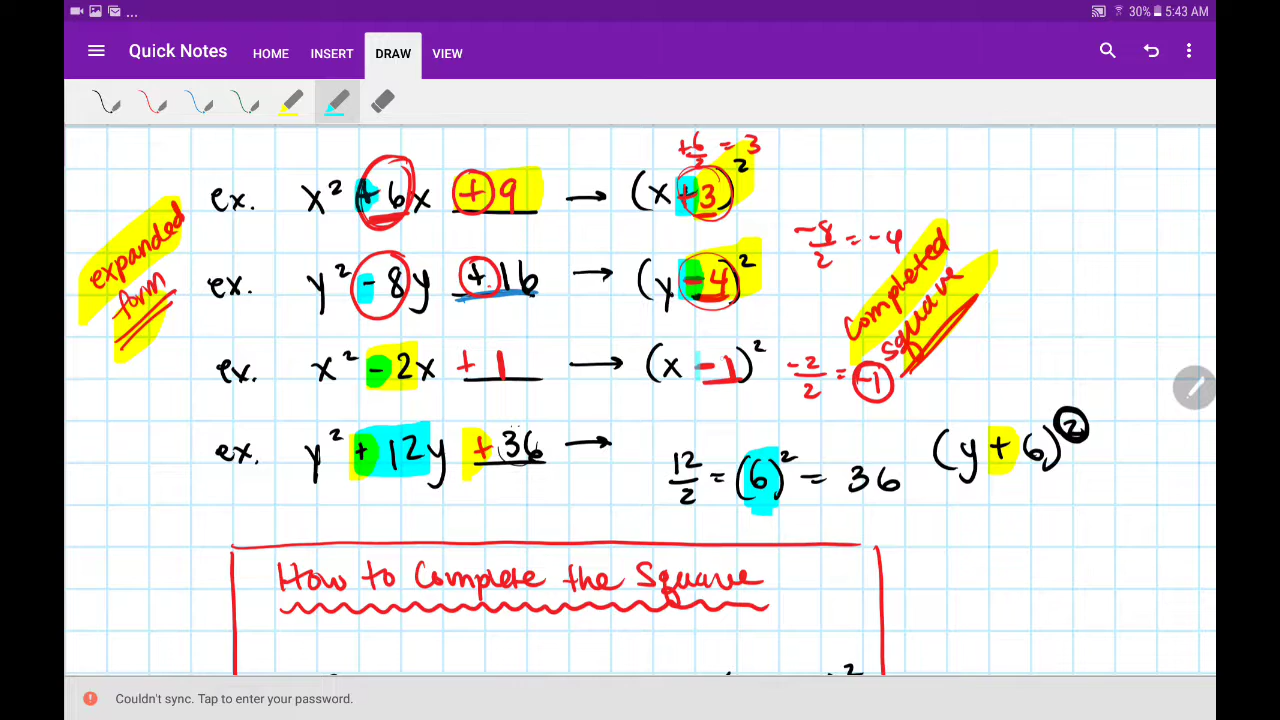 ... 30% 5:43 AM
Quick Notes HOME INSERT DRAW VIEW
+6/2 = 3
ex. x² +6x +9 → (x +3)²
expanded
form
-8/2 = -4
ex. y² -8y +16 → (y -4)²
completed
square
ex. x² -2x +1 → (x -1)² -2/2 = -1
ex. y² +12y +36 → 12/2 = (6)² = 36 (y + 6)²
How to Complete the Square
2
Couldn't sync. Tap to enter your password.